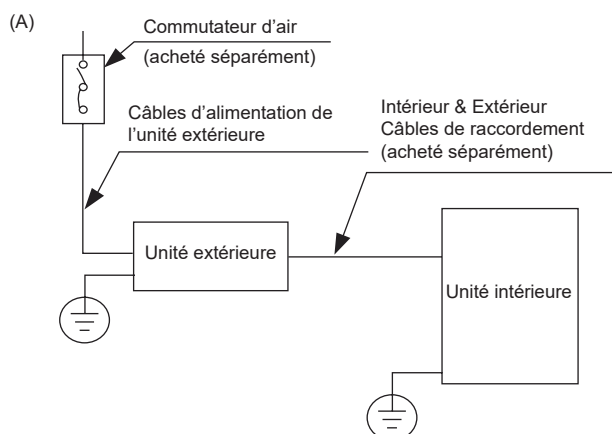 (A)
Commutateur d'air
(acheté séparément)
Câbles d'alimentation de
l'unité extérieure
Intérieur & Extérieur
Câbles de raccordement
(acheté séparément)
Unité extérieure
Unité intérieure